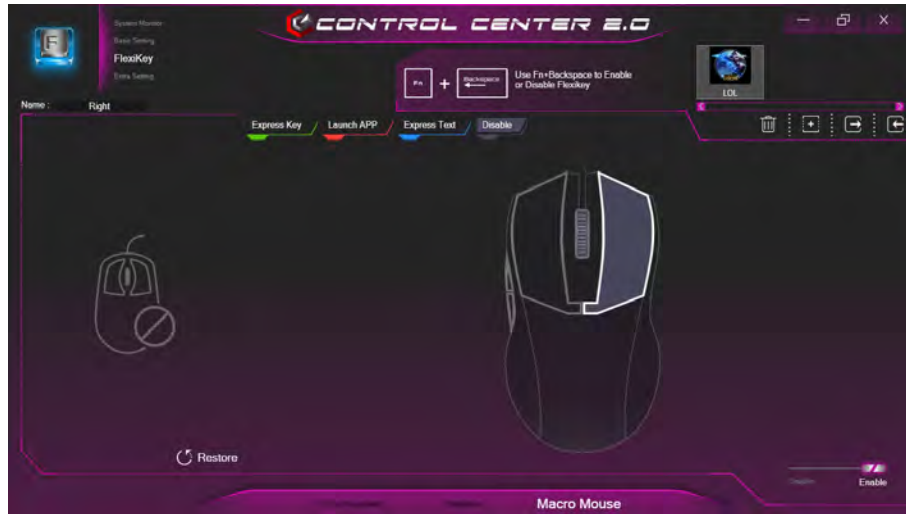 CONTROL CENTER 2.0
System Monitor
Basic Setting
FlexiKey
Extra Setting
F
Fn + Backspace
Use Fn+Backspace to Enable
or Disable Flexikey
LOL
Name : Right
Express Key / Launch APP / Express Text / Disable
Restore
Enable
Macro Mouse